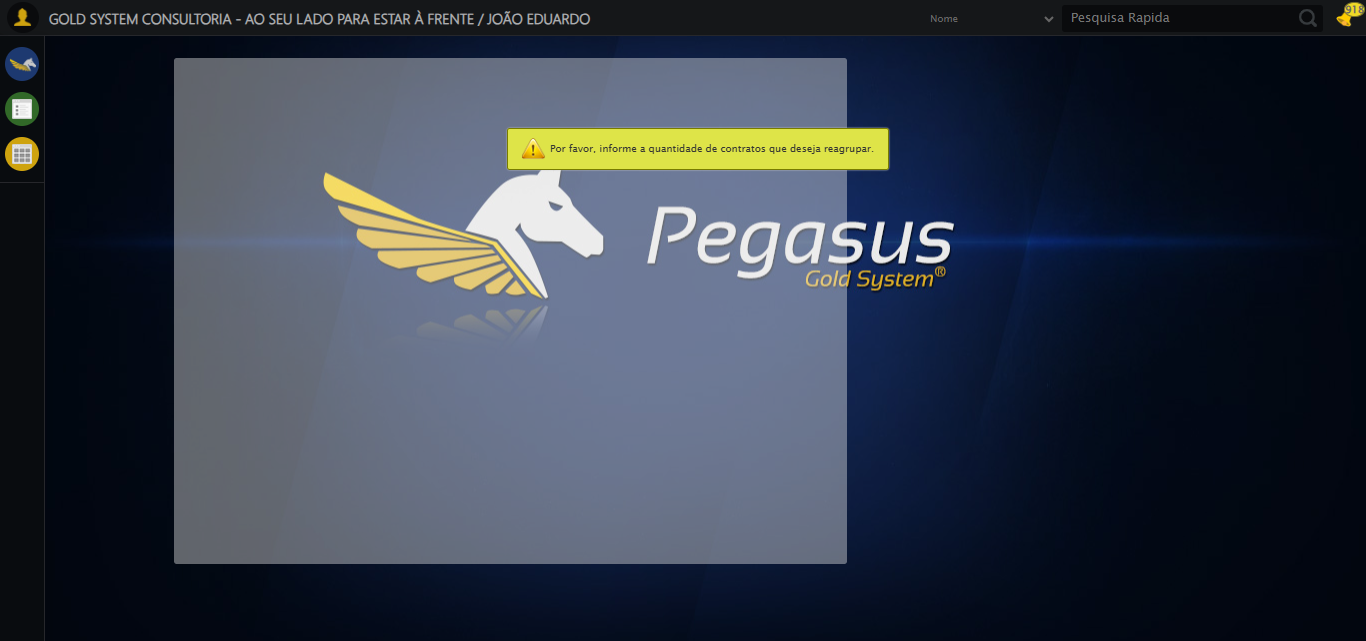 GOLD SYSTEM CONSULTORIA - AO SEU LADO PARA ESTAR À FRENTE / JOÃO EDUARDO
Nome
Pesquisa Rapida
918
Por favor, informe a quantidade de contratos que deseja reagrupar.
Pegasus
Gold System®